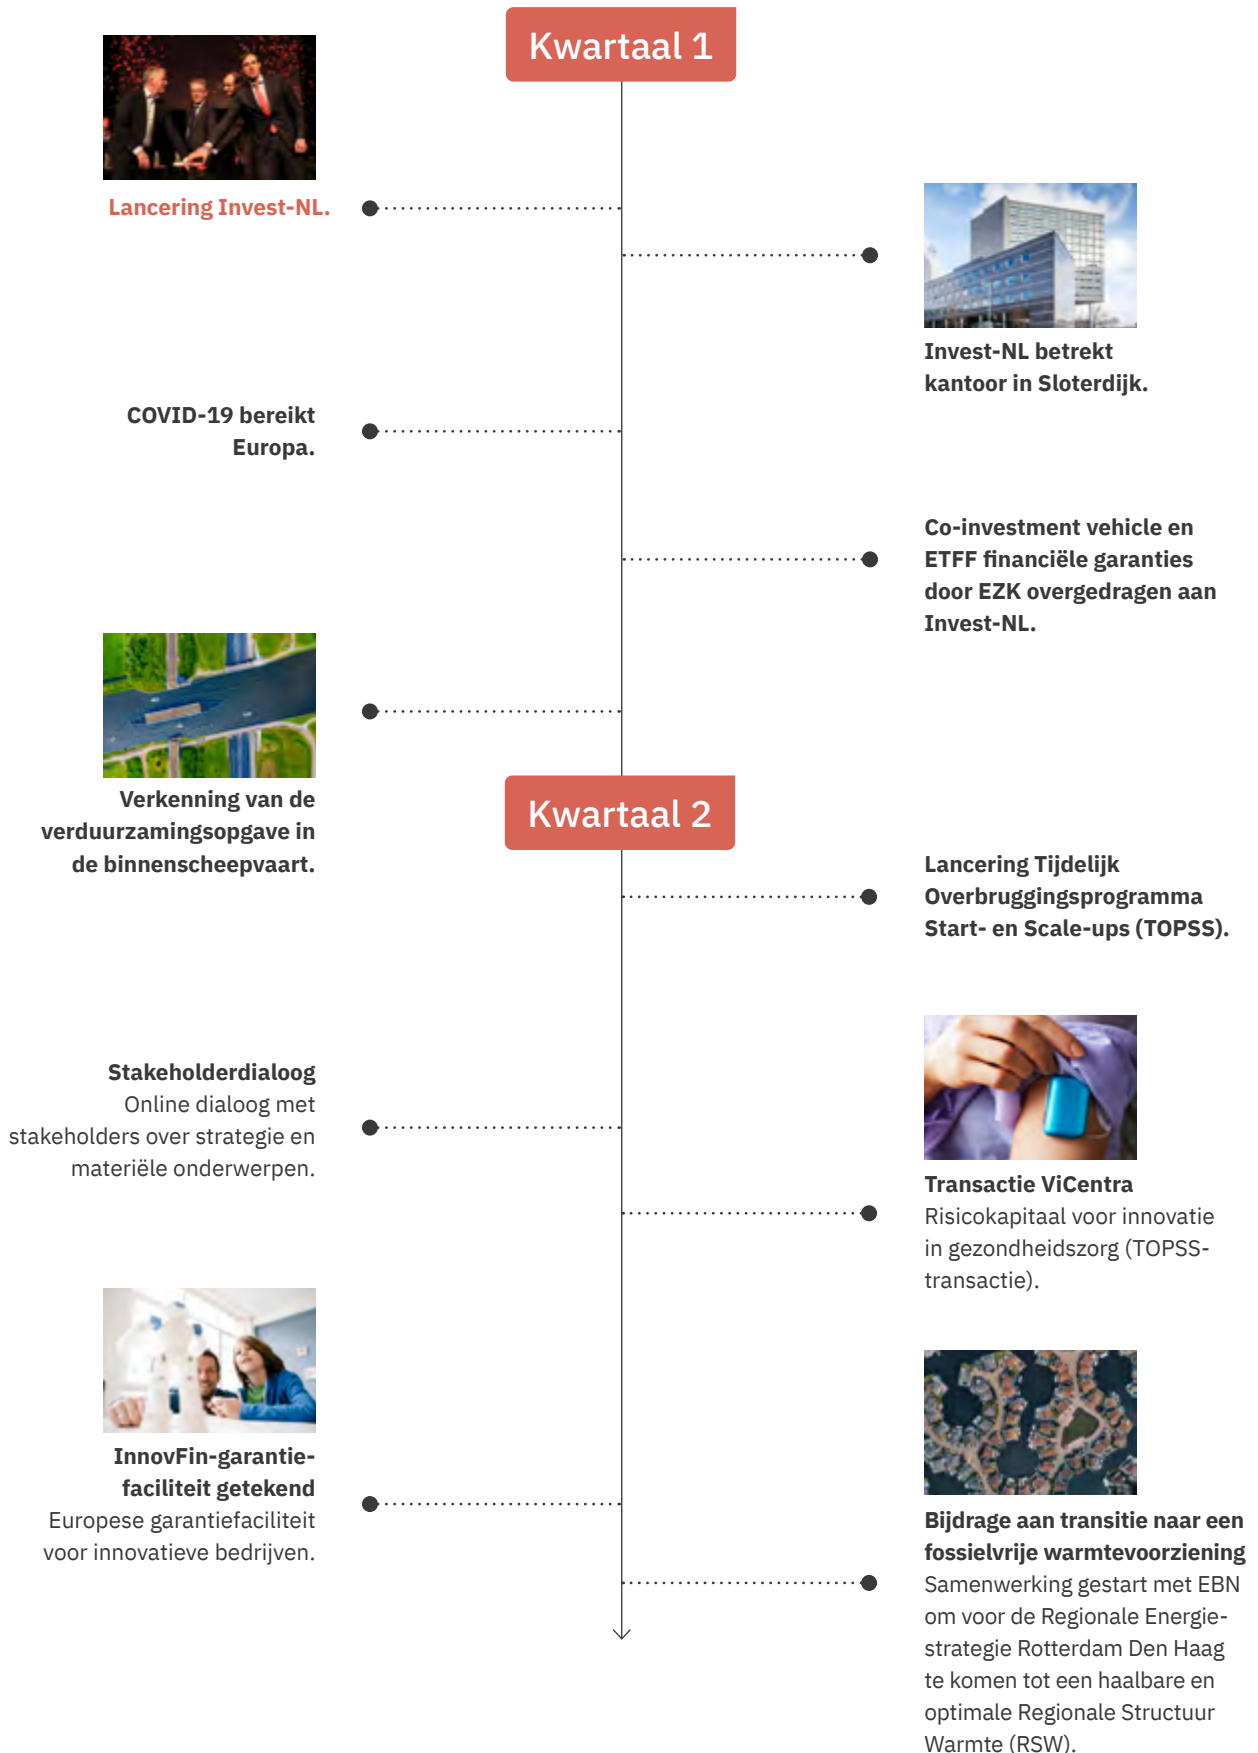 Kwartaal 1
Lancering Invest-NL.
Invest-NL betrekt
kantoor in Sloterdijk.
COVID-19 bereikt
Europa.
Co-investment vehicle en
ETFF financiële garanties
door EZK overgedragen aan
Invest-NL.
Verkenning van de
verduurzamingsopgave in
de binnenscheepvaart.
Kwartaal 2
Lancering Tijdelijk
Overbruggingsprogramma
Start- en Scale-ups (TOPSS).
Stakeholderdialoog
Online dialoog met
stakeholders over strategie en
materiële onderwerpen.
Transactie ViCentra
Risicokapitaal voor innovatie
in gezondheidszorg (TOPSS-
transactie).
InnovFin-garantie-
faciliteit getekend
Europese garantiefaciliteit
voor innovatieve bedrijven.
Bijdrage aan transitie naar een
fossielvrije warmtevoorziening
Samenwerking gestart met EBN
om voor de Regionale Energie-
strategie Rotterdam Den Haag
te komen tot een haalbare en
optimale Regionale Structuur
Warmte (RSW).